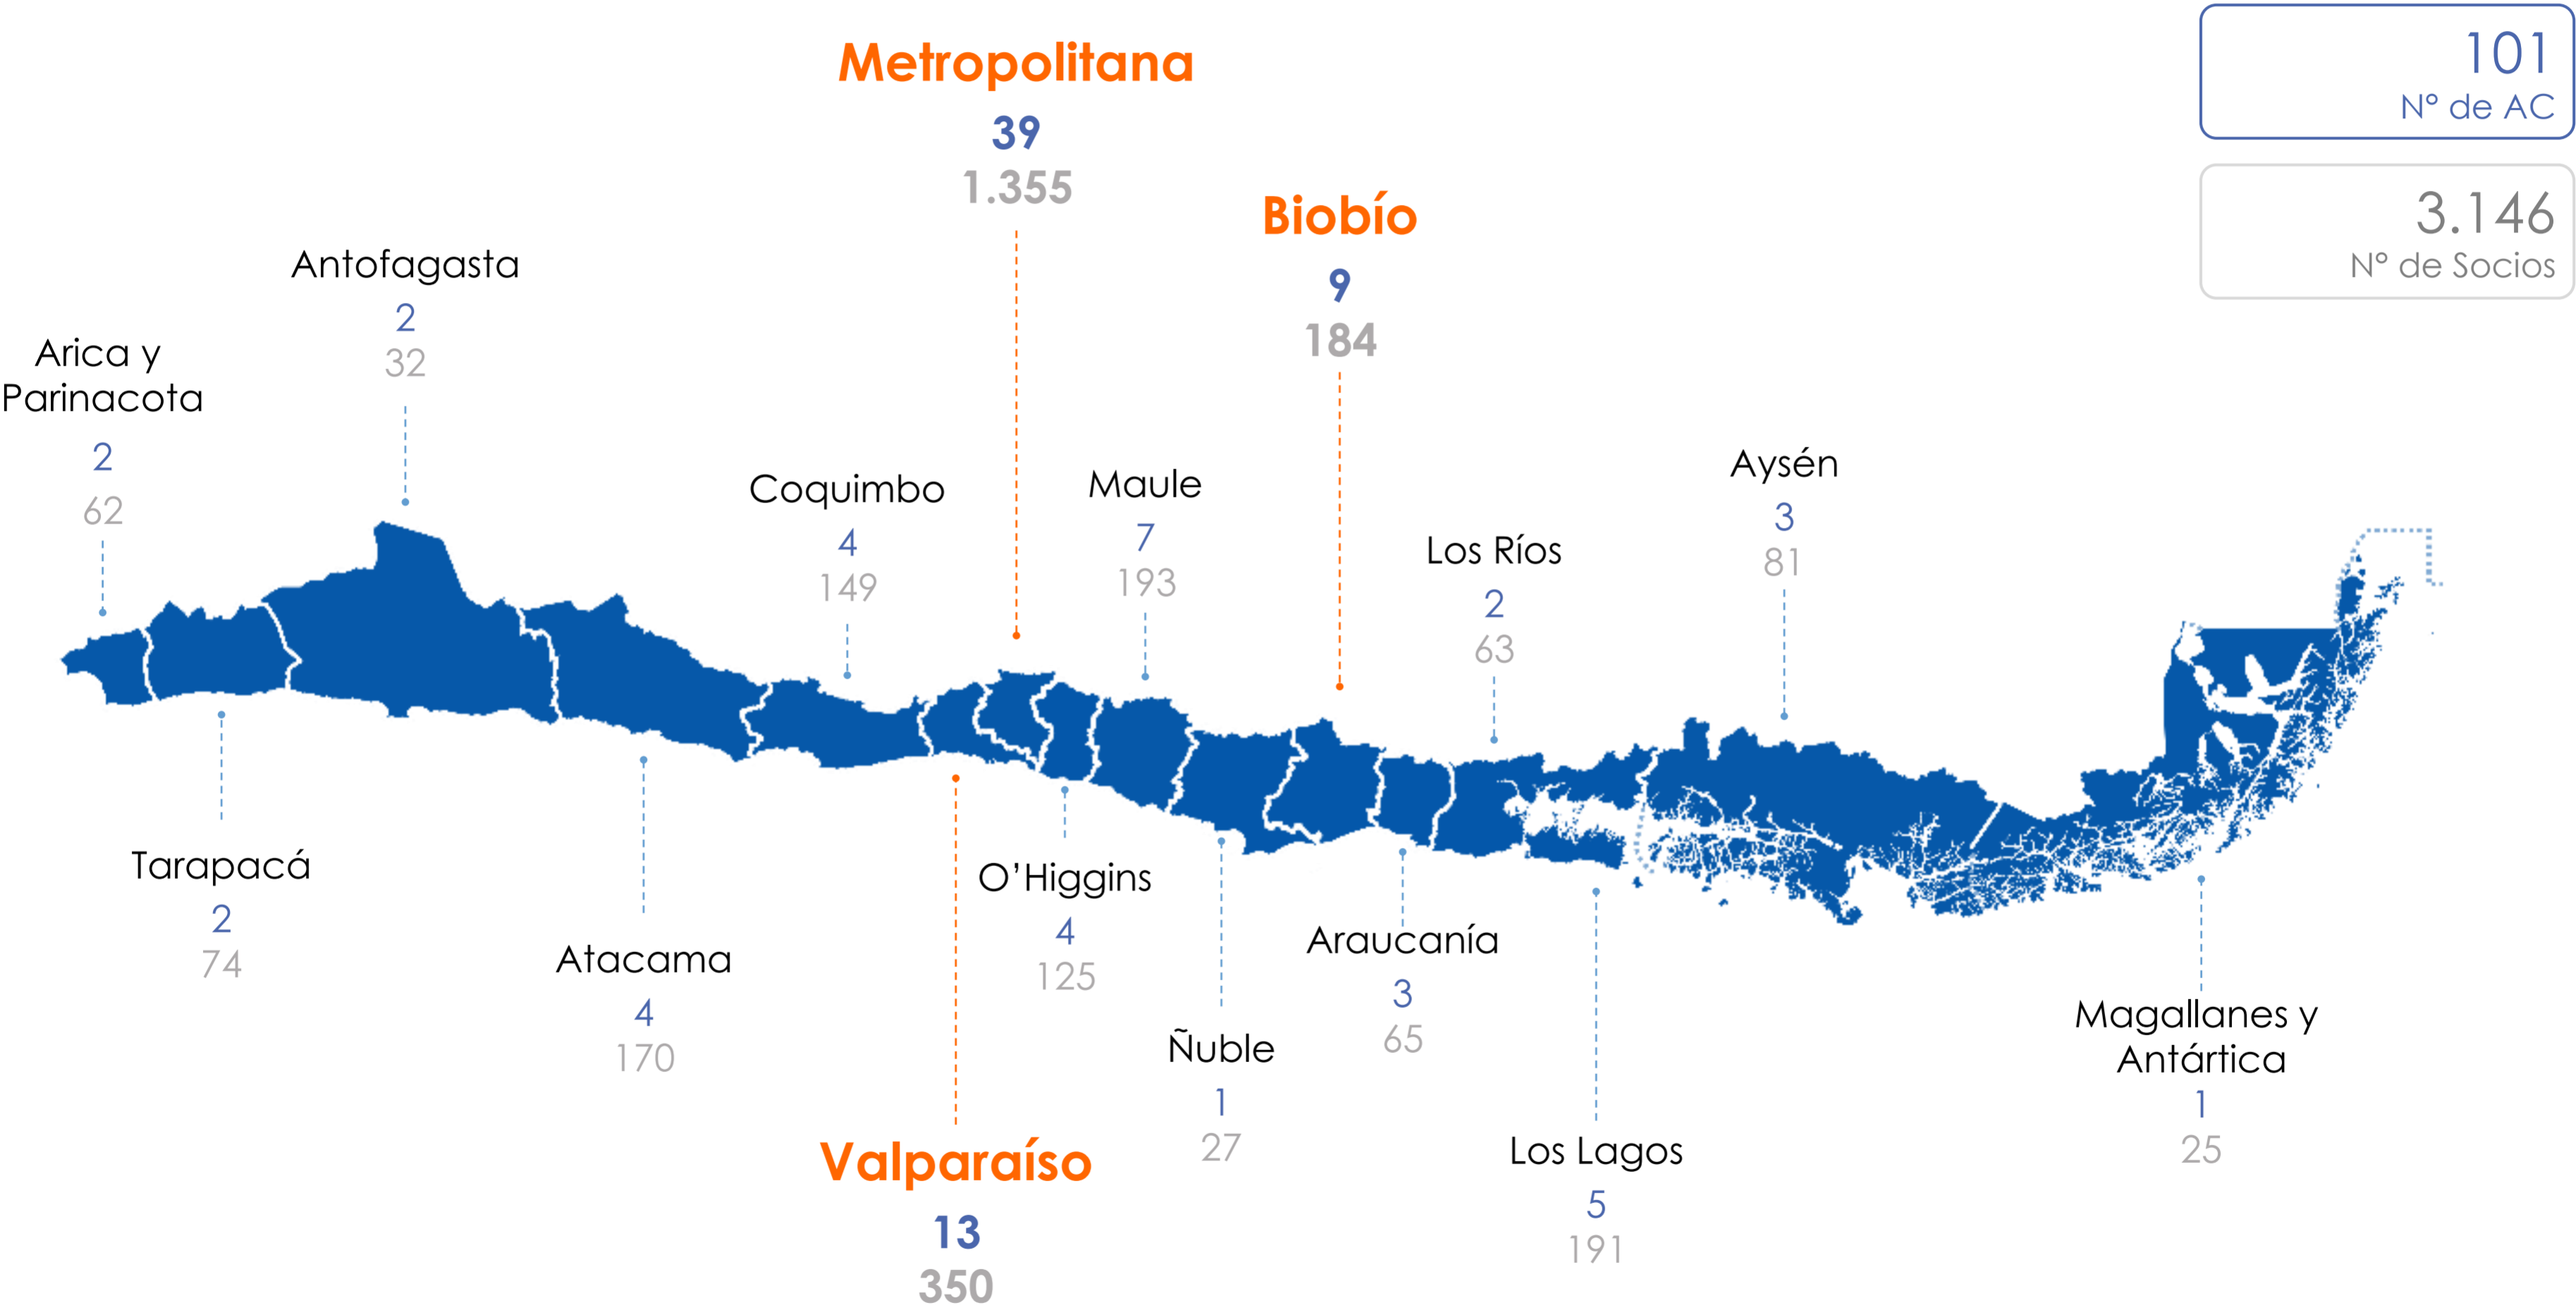 101
N° de AC
3.146
N° de Socios
Metropolitana
39
1.355
Biobío
9
184
Antofagasta
2
32
Arica y
Parinacota
2
62
Coquimbo
4
149
Maule
7
193
Los Ríos
2
63
Aysén
3
81
Tarapacá
2
74
Atacama
4
170
Valparaíso
13
350
O’Higgins
4
125
Ñuble
1
27
Araucanía
3
65
Los Lagos
5
191
Magallanes y
Antártica
1
25